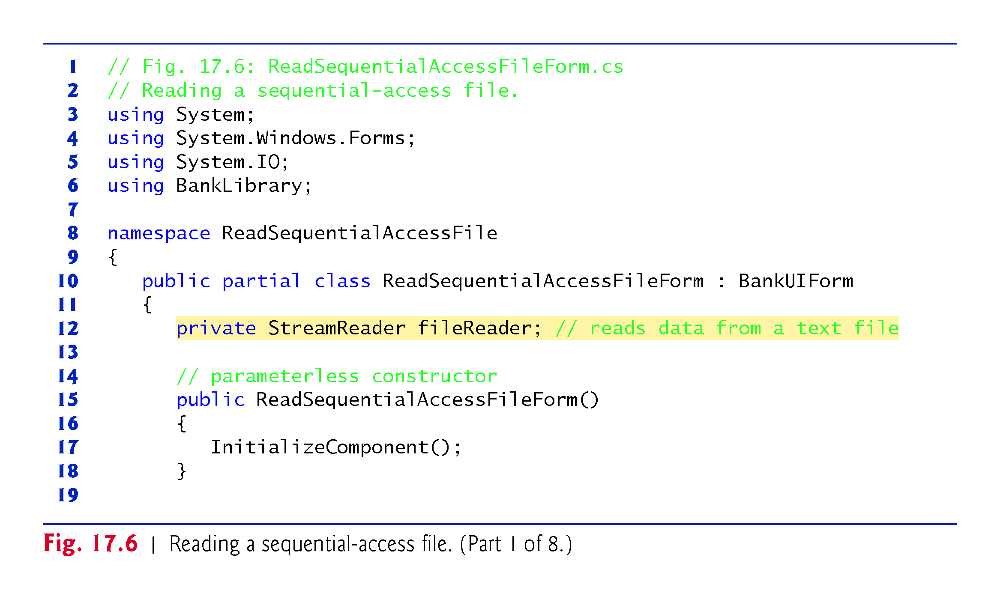 1 // Fig. 17.6: ReadSequentialAccessFileForm.cs
2 // Reading a sequential-access file.
3 using System;
4 using System.Windows.Forms;
5 using System.IO;
6 using BankLibrary;
7
8 namespace ReadSequentialAccessFile
9 {
10    public partial class ReadSequentialAccessFileForm : BankUIForm
11    {
12       private StreamReader fileReader; // reads data from a text file
13
14       // parameterless constructor
15       public ReadSequentialAccessFileForm()
16       {
17          InitializeComponent();
18       }
19
Fig. 17.6 | Reading a sequential-access file. (Part 1 of 8.)